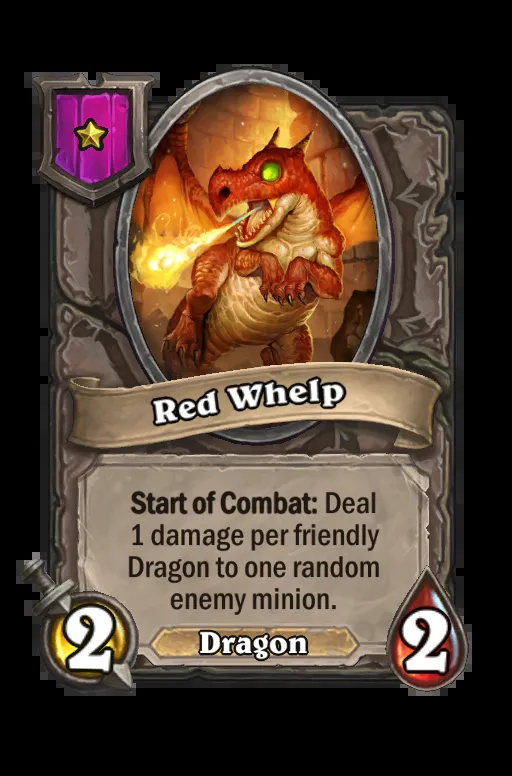 Red Whelp
Start of Combat: Deal
1 damage per friendly
Dragon to one random
enemy minion.
2
Dragon
2